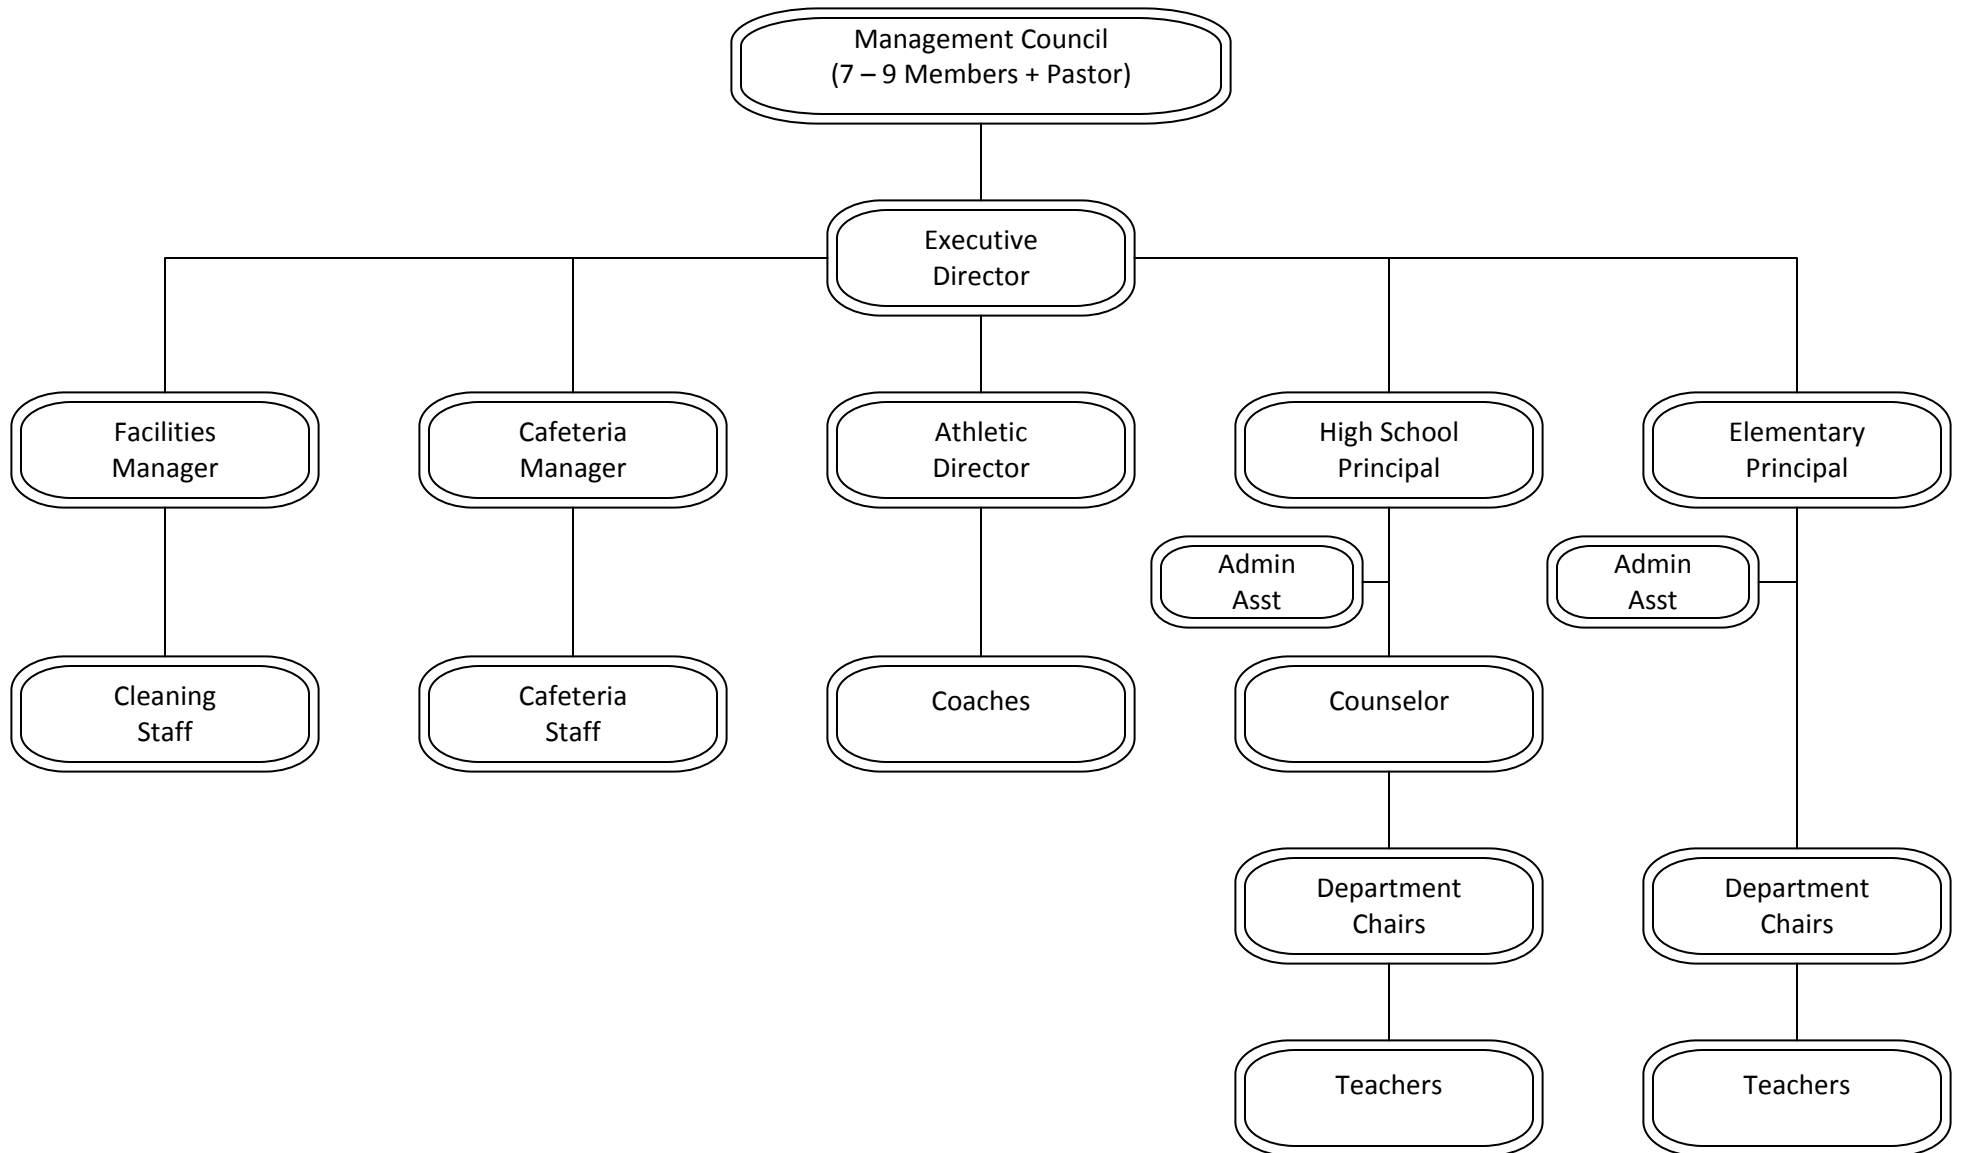 Management Council
(7 – 9 Members + Pastor)
Executive
Director
Facilities
Manager
Cafeteria
Manager
Athletic
Director
High School
Principal
Elementary
Principal
Admin
Asst
Admin
Asst
Cleaning
Staff
Cafeteria
Staff
Coaches
Counselor
Department
Chairs
Department
Chairs
Teachers
Teachers